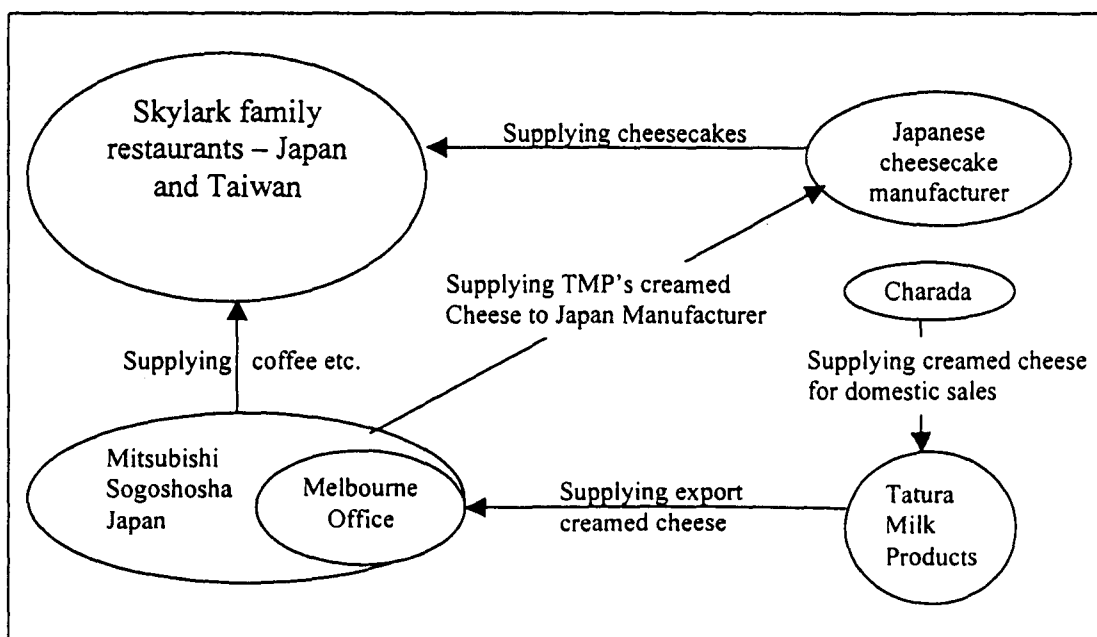 Skylark family
restaurants – Japan
and Taiwan
Supplying cheesecakes
Japanese
cheesecake
manufacturer
Supplying TMP's creamed
Cheese to Japan Manufacturer
Charada
Supplying coffee etc.
Supplying creamed cheese
for domestic sales
Mitsubishi
Sogoshosha
Japan
Melbourne
Office
Supplying export
creamed cheese
Tatura
Milk
Products